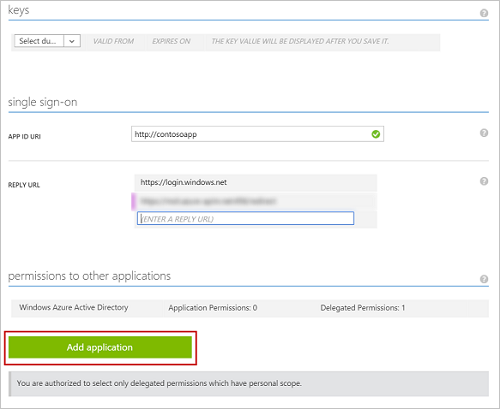 keys
Select du... VALID FROM EXPIRES ON THE KEY VALUE WILL BE DISPLAYED AFTER YOU SAVE IT.
single sign-on
APP ID URI http://contosoapp
REPLY URL https://login.windows.net
(ENTER A REPLY URL)
permissions to other applications
Windows Azure Active Directory Application Permissions: 0 Delegated Permissions: 1
Add application
You are authorized to select only delegated permissions which have personal scope.